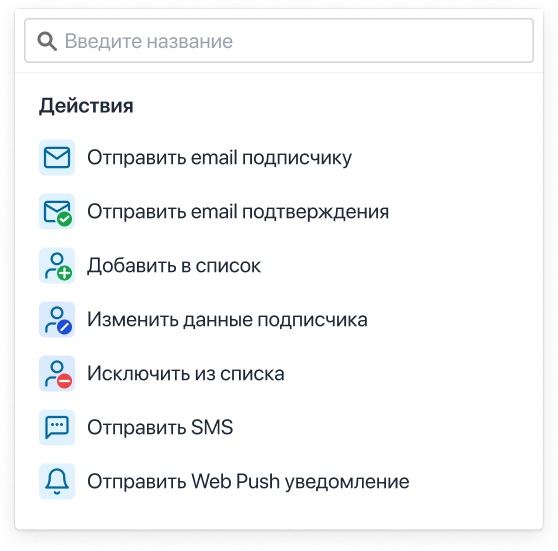 Введите название
Действия
Отправить email подписчику
Отправить email подтверждения
Добавить в список
Изменить данные подписчика
Исключить из списка
Отправить SMS
Отправить Web Push уведомление